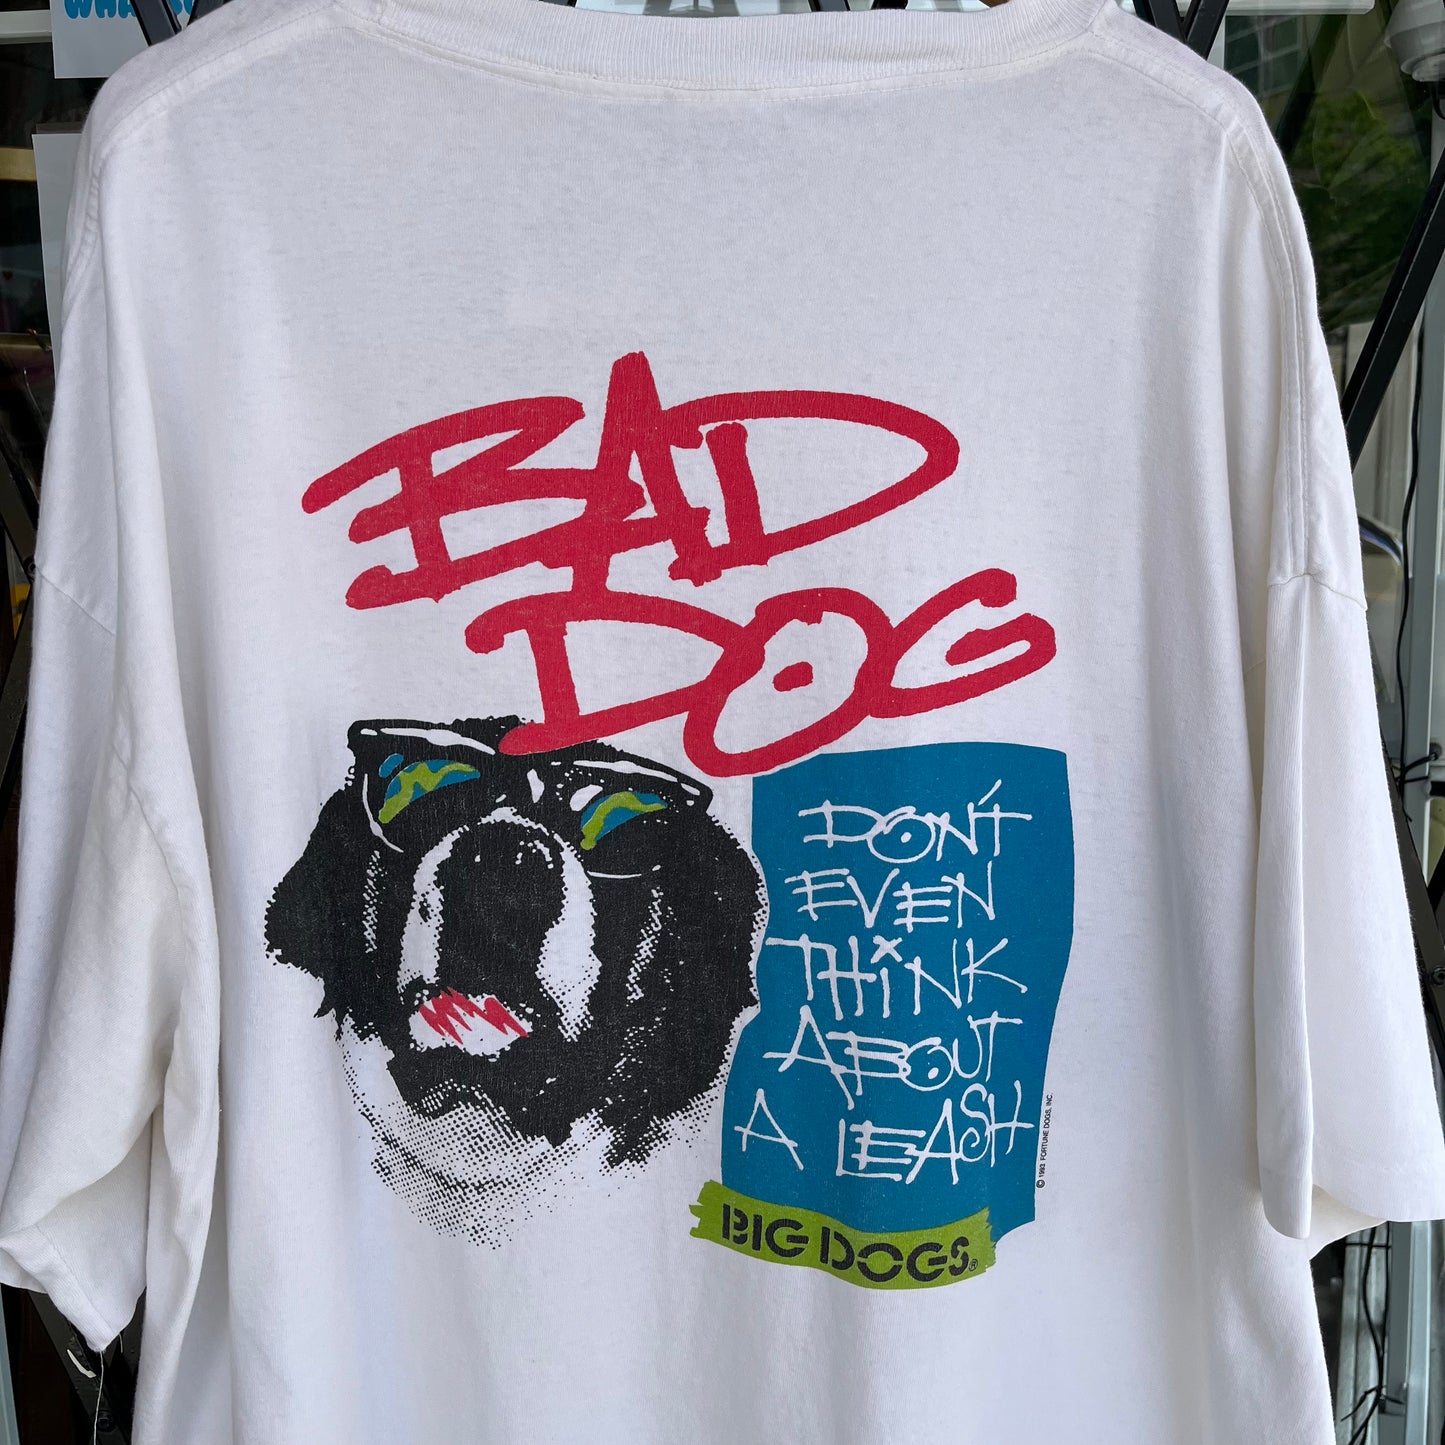 BAD
DOG
DON'T
EVEN
THiNK
ABOUT
A LEASH
© 1993 FORTUNE DOGS, INC.
BIG DOGS®